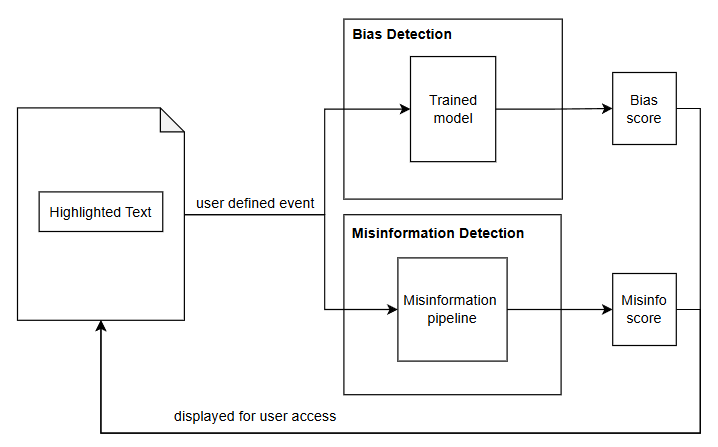 Bias Detection
Trained
model
Bias
score
Highlighted Text
user defined event
Misinformation Detection
Misinformation
pipeline
Misinfo
score
displayed for user access